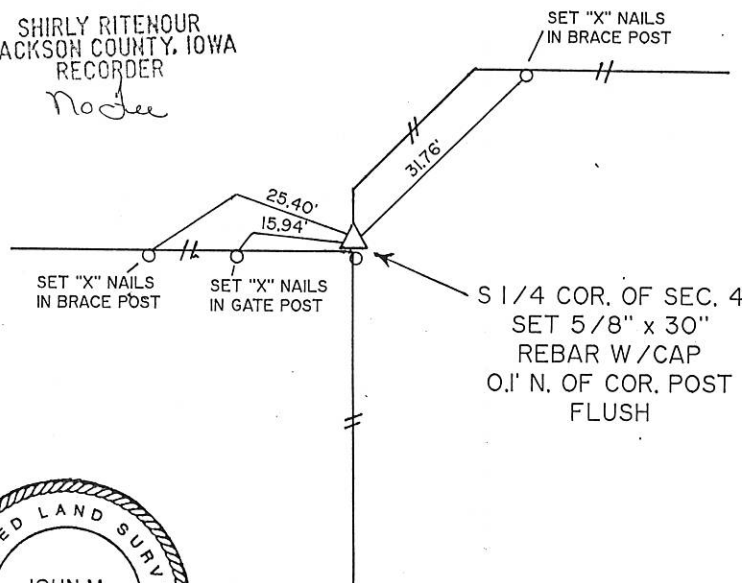 SHIRLY RITENOUR
ACKSON COUNTY, IOWA
RECORDER
No Fee
SET "X" NAILS
IN BRACE POST
31.76'
25.40'
15.94'
SET "X" NAILS
IN BRACE POST
SET "X" NAILS
IN GATE POST
S 1/4 COR. OF SEC. 4
SET 5/8" x 30"
REBAR W/CAP
0.1' N. OF COR. POST
FLUSH
ED LAND SURV
JOHN M.